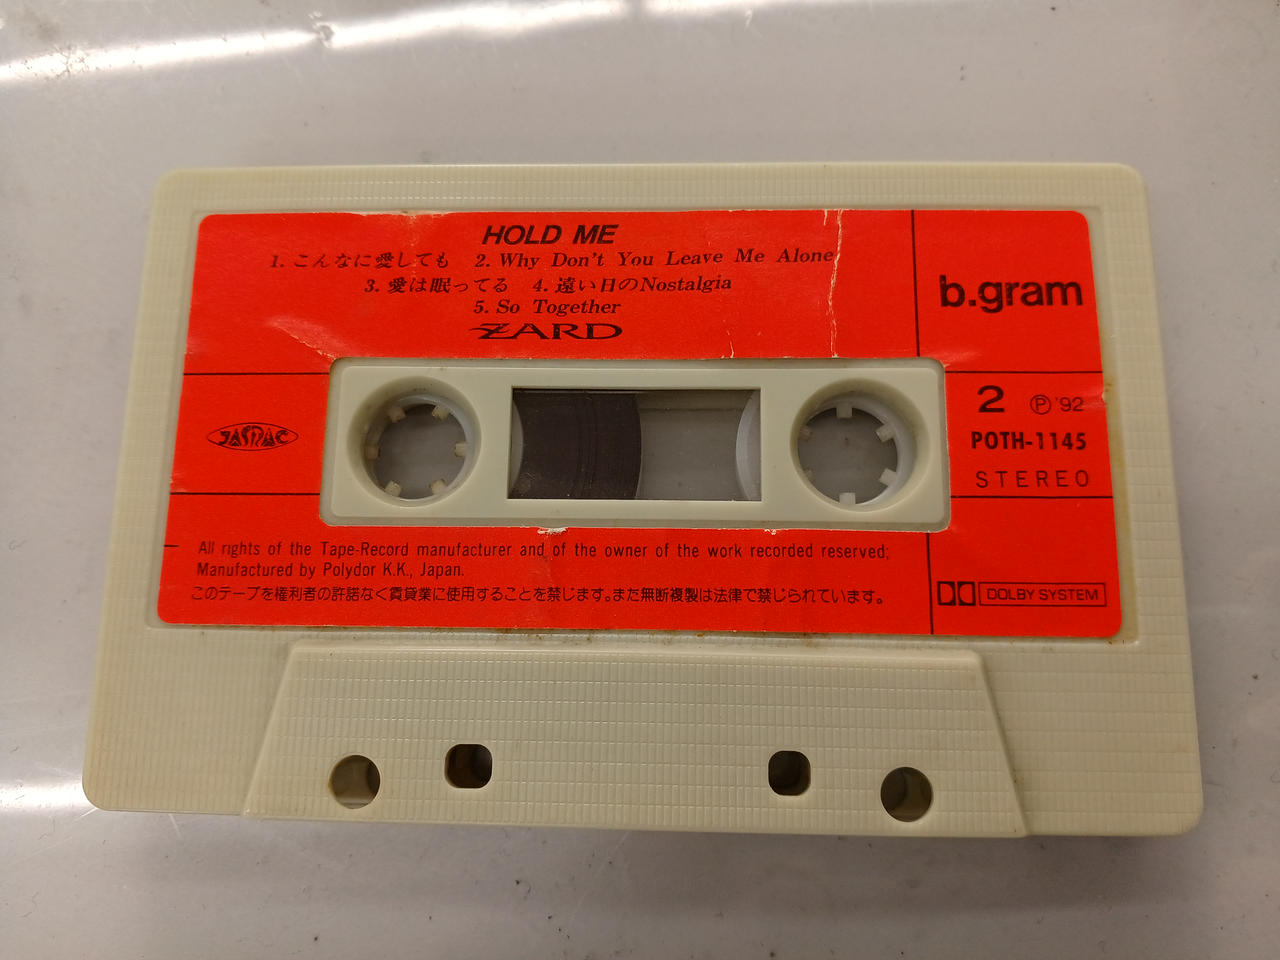 HOLD ME
1. こんなに愛しても 2. Why Don't You Leave Me Alone
3. 愛は眠ってる 4. 遠い日のNostalgia
5. So Together
ZARD
b.gram
JASRAC
2 Ⓟ '92
POTH-1145
STEREO
All rights of the Tape-Record manufacturer and of the owner of the work recorded reserved;
Manufactured by Polydor K.K., Japan.
このテープを権利者の許諾なく賃貸業に使用することを禁じます。また無断複製は法律で禁じられています。
DOLBY SYSTEM